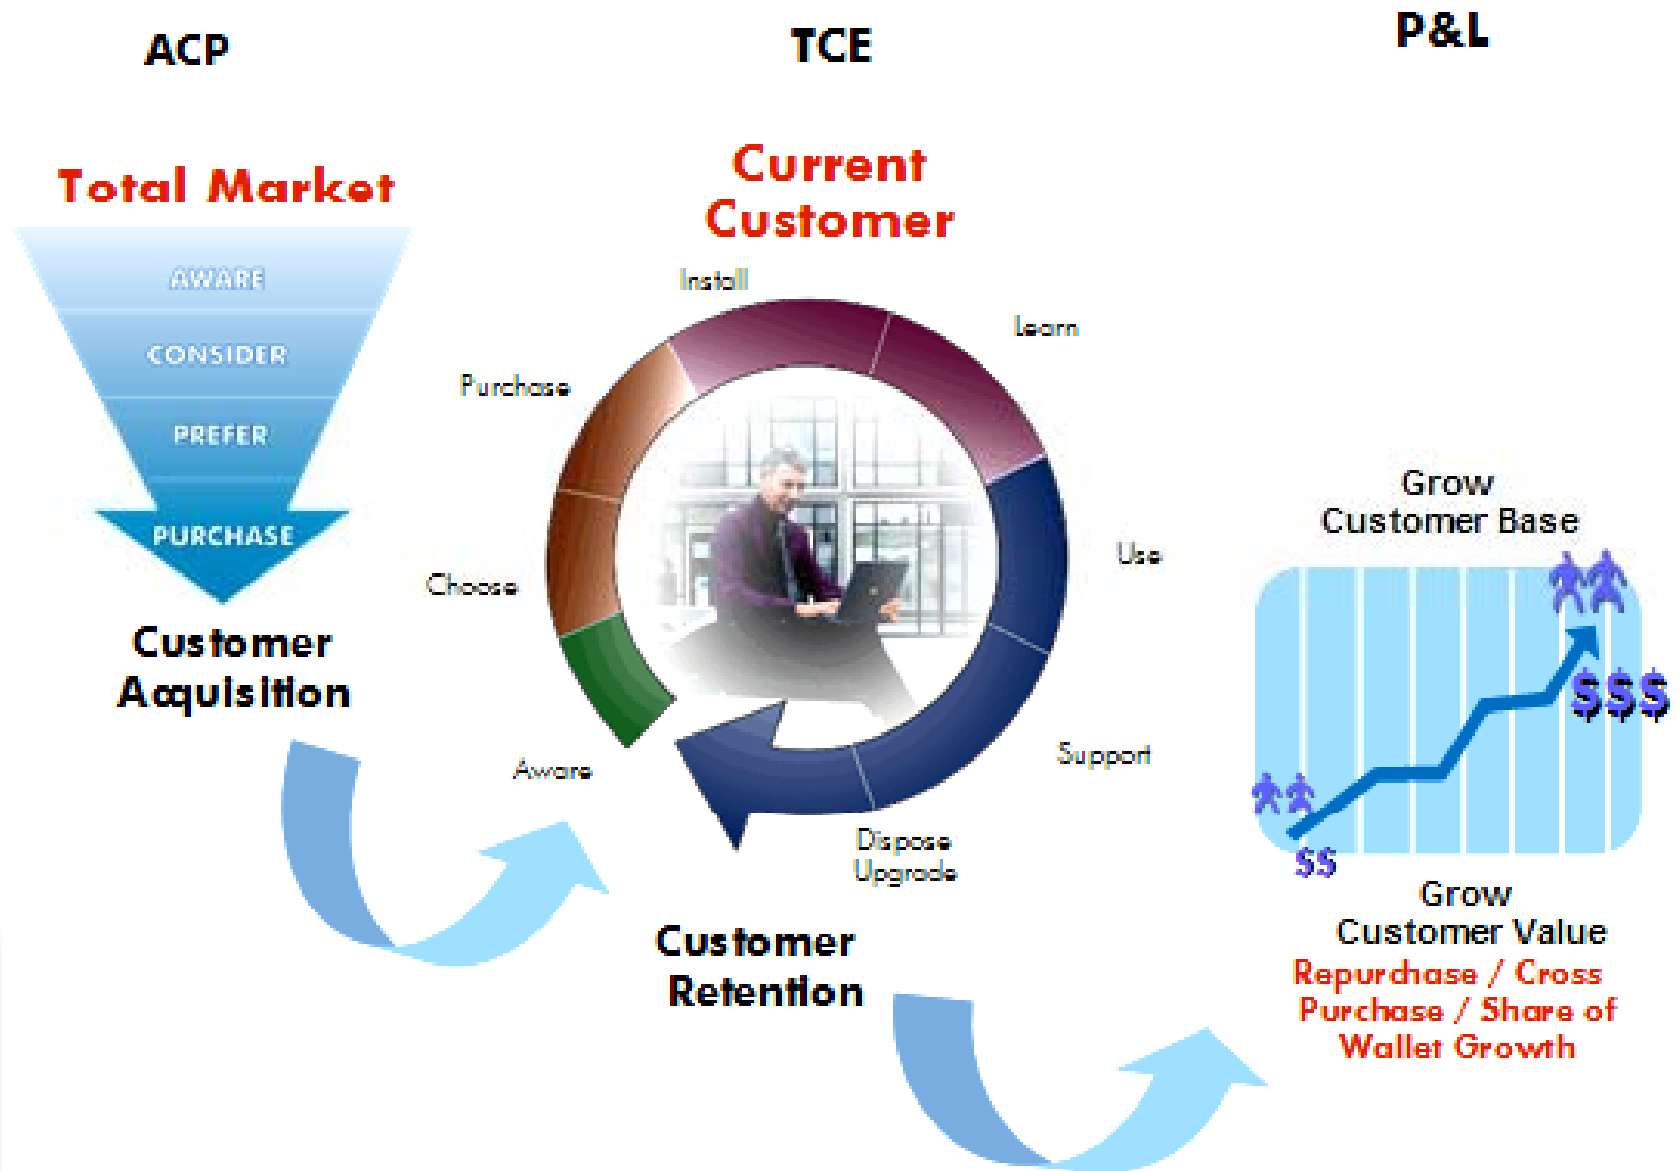 ACP
TCE
P&L
Total Market
AWARE
CONSIDER
PREFER
PURCHASE
Customer
Acquisition
Current
Customer
Install
Learn
Purchase
Use
Choose
Support
Aware
Dispose
Upgrade
Customer
Retention
Grow
Customer Base
$$$
$$
Grow
Customer Value
Repurchase / Cross
Purchase / Share of
Wallet Growth